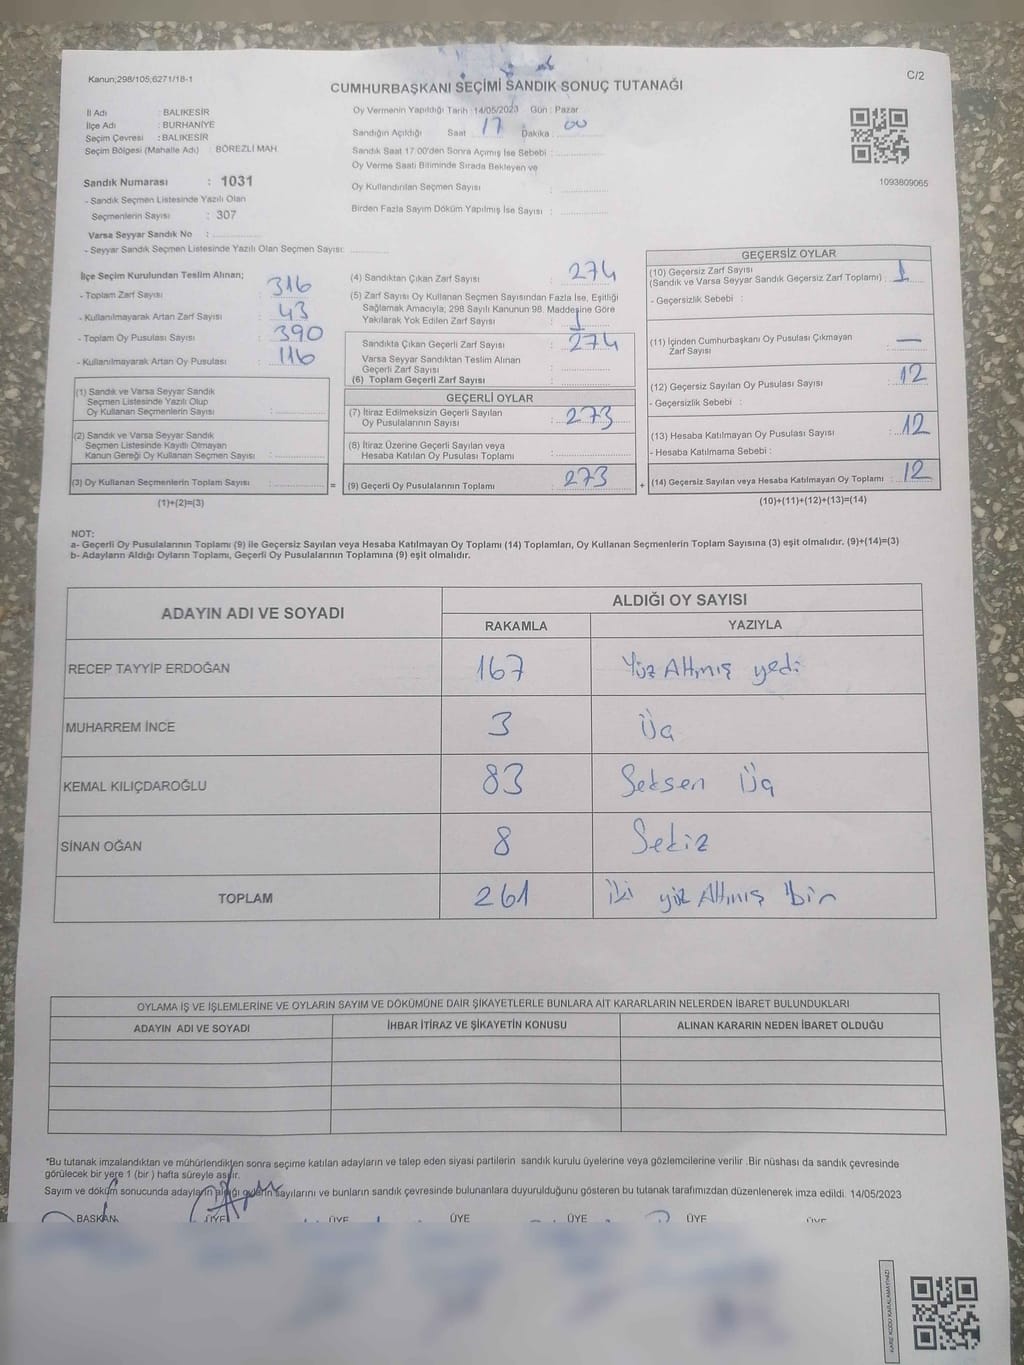 Kanun;298/105;6271/18-1
C/2
CUMHURBAŞKANI SEÇİMİ SANDIK SONUÇ TUTANAĞI
İl Adı : BALIKESİR
İlçe Adı : BURHANİYE
Seçim Çevresi : BALIKESİR
Seçim Bölgesi (Mahalle Adı) : BÖREZLİ MAH
Sandık Numarası : 1031
- Sandık Seçmen Listesinde Yazılı Olan
Seçmenlerin Sayısı : 307
Varsa Seyyar Sandık No :
- Seyyar Sandık Seçmen Listesinde Yazılı Olan Seçmen Sayısı:
Oy Vermenin Yapıldığı Tarih :14/05/2023 Gün : Pazar
Sandığın Açıldığı Saat 17 Dakika : 00
Sandık Saat 17:00'den Sonra Açımış İse Sebebi :
Oy Verme Saati Bitiminde Sırada Bekleyen ve
Oy Kullandırılan Seçmen Sayısı :
Birden Fazla Sayım Döküm Yapılmış İse Sayısı :
1093809065
İlçe Seçim Kurulundan Teslim Alınan;
- Toplam Zarf Sayısı : 316
- Kullanılmayarak Artan Zarf Sayısı : 43
- Toplam Oy Pusulası Sayısı : 390
- Kullanılmayarak Artan Oy Pusulası : 116
(1) Sandık ve Varsa Seyyar Sandık
Seçmen Listesinde Yazılı Olup
Oy Kullanan Seçmenlerin Sayısı :
(2) Sandık ve Varsa Seyyar Sandık
Seçmen Listesinde Kayıtlı Olmayan
Kanun Gereği Oy Kullanan Seçmen Sayısı :
(3) Oy Kullanan Seçmenlerin Toplam Sayısı :
(1)+(2)=(3)
(4) Sandıktan Çıkan Zarf Sayısı : 274
(5) Zarf Sayısı Oy Kullanan Seçmen Sayısından Fazla İse, Eşitliği
Sağlamak Amacıyla; 298 Sayılı Kanunun 98. Maddesine Göre
Yakılarak Yok Edilen Zarf Sayısı : 1
Sandıkta Çıkan Geçerli Zarf Sayısı : 274
Varsa Seyyar Sandıktan Teslim Alınan
Geçerli Zarf Sayısı :
(6) Toplam Geçerli Zarf Sayısı :
GEÇERLİ OYLAR
(7) İtiraz Edilmeksizin Geçerli Sayılan
Oy Pusulalarının Sayısı : 273
(8) İtiraz Üzerine Geçerli Sayılan veya
Hesaba Katılan Oy Pusulası Toplamı :
= (9) Geçerli Oy Pusulalarının Toplamı : 273
GEÇERSİZ OYLAR
(10) Geçersiz Zarf Sayısı
(Sandık ve Varsa Seyyar Sandık Geçersiz Zarf Toplamı) : 1
- Geçersizlik Sebebi :
(11) İçinden Cumhurbaşkanı Oy Pusulası Çıkmayan
Zarf Sayısı : —
(12) Geçersiz Sayılan Oy Pusulası Sayısı : 12
- Geçersizlik Sebebi :
(13) Hesaba Katılmayan Oy Pusulası Sayısı : 12
- Hesaba Katılmama Sebebi :
+ (14) Geçersiz Sayılan veya Hesaba Katılmayan Oy Toplamı : 12
(10)+(11)+(12)+(13)=(14)
NOT:
a- Geçerli Oy Pusulalarının Toplamı (9) ile Geçersiz Sayılan veya Hesaba Katılmayan Oy Toplamı (14) Toplamları, Oy Kullanan Seçmenlerin Toplam Sayısına (3) eşit olmalıdır. (9)+(14)=(3)
b- Adayların Aldığı Oyların Toplamı, Geçerli Oy Pusulalarının Toplamına (9) eşit olmalıdır.
ADAYIN ADI VE SOYADI ALDIĞI OY SAYISI
RAKAMLA YAZIYLA
RECEP TAYYİP ERDOĞAN 167 Yüz Altmış yedi
MUHARREM İNCE 3 Üç
KEMAL KILIÇDAROĞLU 83 Seksen Üç
SİNAN OĞAN 8 Sekiz
TOPLAM 261 iki yüz Altmış bir
OYLAMA İŞ VE İŞLEMLERİNE VE OYLARIN SAYIM VE DÖKÜMÜNE DAİR ŞİKAYETLERLE BUNLARA AİT KARARLARIN NELERDEN İBARET BULUNDUKLARI
ADAYIN ADI VE SOYADI İHBAR İTİRAZ VE ŞİKAYETİN KONUSU ALINAN KARARIN NEDEN İBARET OLDUĞU
*Bu tutanak imzalandıktan ve mühürlendikten sonra seçime katılan adayların ve talep eden siyasi partilerin sandık kurulu üyelerine veya gözlemcilerine verilir .Bir nüshası da sandık çevresinde
görülecek bir yere 1 (bir ) hafta süreyle asılır.
Sayım ve döküm sonucunda adayların aldığı oyların sayılarını ve bunların sandık çevresinde bulunanlara duyurulduğunu gösteren bu tutanak tarafımızdan düzenlenerek imza edildi. 14/05/2023
BAŞKAN ÜYE ÜYE ÜYE ÜYE ÜYE ÜYE
KARE KODU KARALAMAYINIZ!